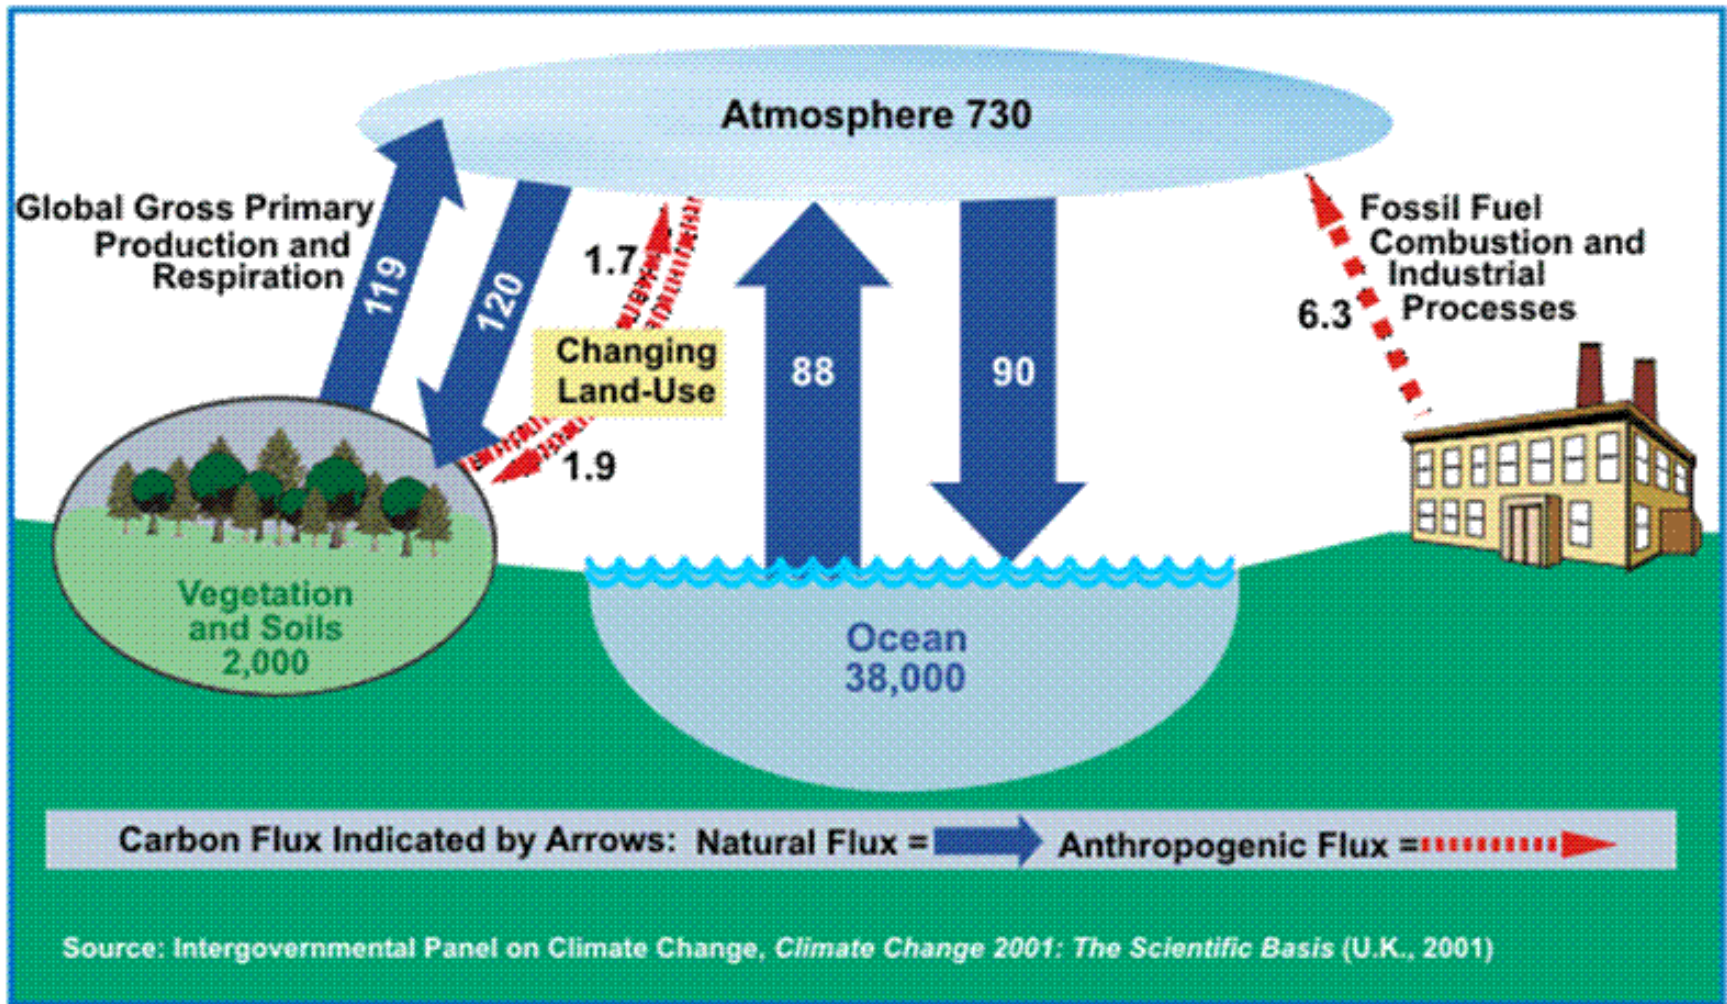 Atmosphere 730
Global Gross Primary
Production and
Respiration
119
120
1.7
Changing
Land-Use
1.9
88
90
Fossil Fuel
Combustion and
Industrial
Processes
6.3
Vegetation
and Soils
2,000
Ocean
38,000
Carbon Flux Indicated by Arrows: Natural Flux = Anthropogenic Flux =
Source: Intergovernmental Panel on Climate Change, Climate Change 2001: The Scientific Basis (U.K., 2001)